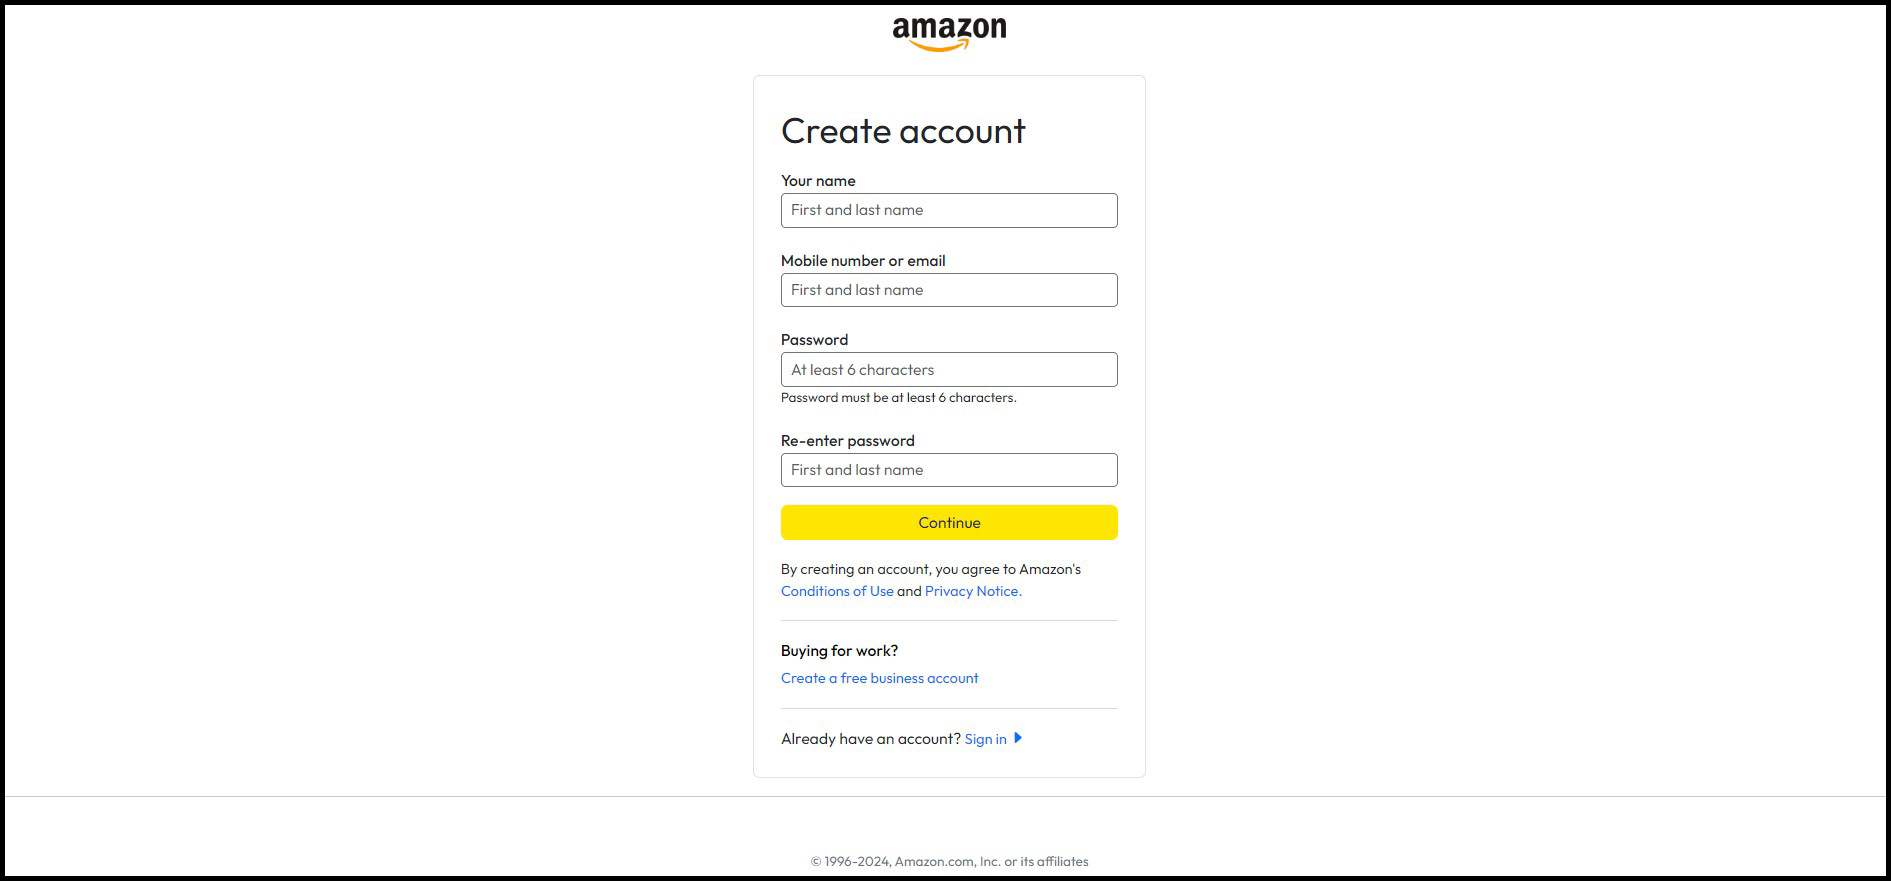 amazon
Create account
Your name
First and last name
Mobile number or email
First and last name
Password
At least 6 characters
Password must be at least 6 characters.
Re-enter password
First and last name
Continue
By creating an account, you agree to Amazon's
Conditions of Use and Privacy Notice.
Buying for work?
Create a free business account
Already have an account? Sign in
© 1996-2024, Amazon.com, Inc. or its affiliates